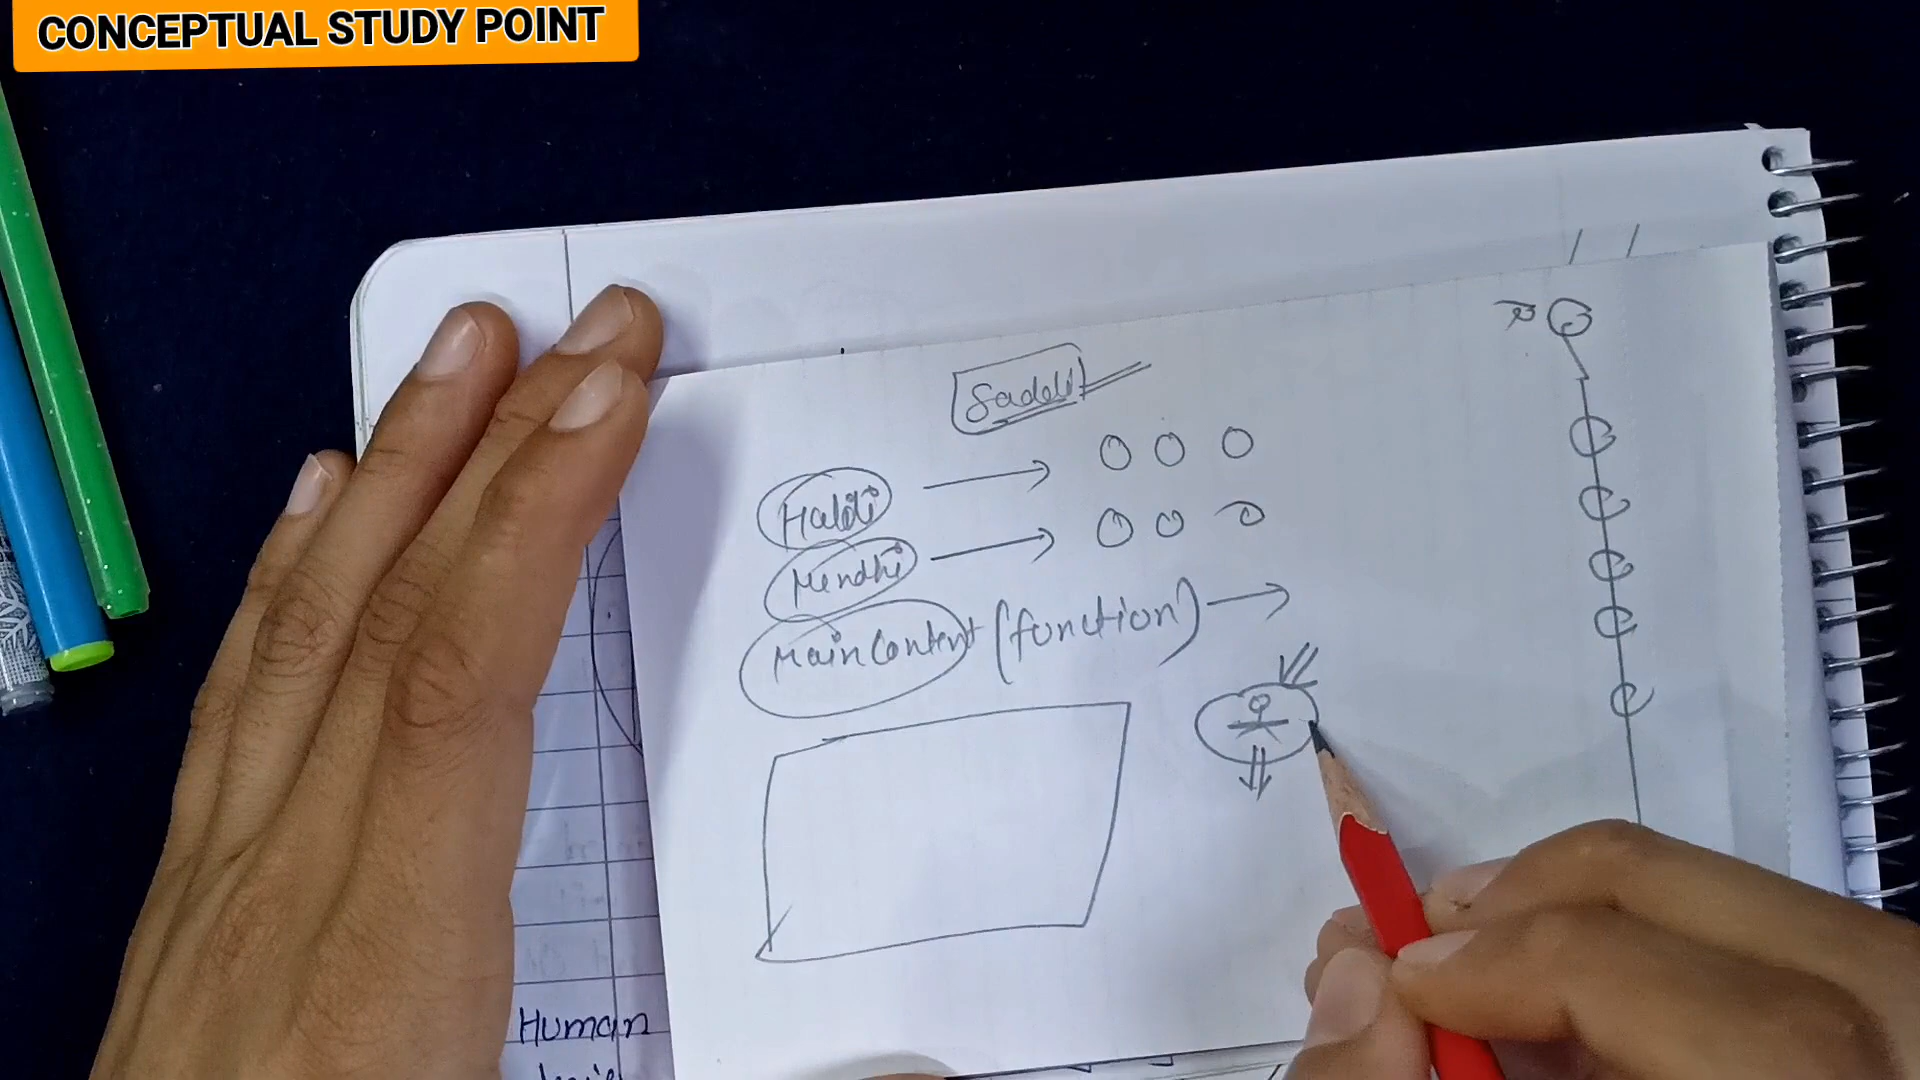 CONCEPTUAL STUDY POINT
Saddi
Haldi
Mendhi
Main Content (function)
Human